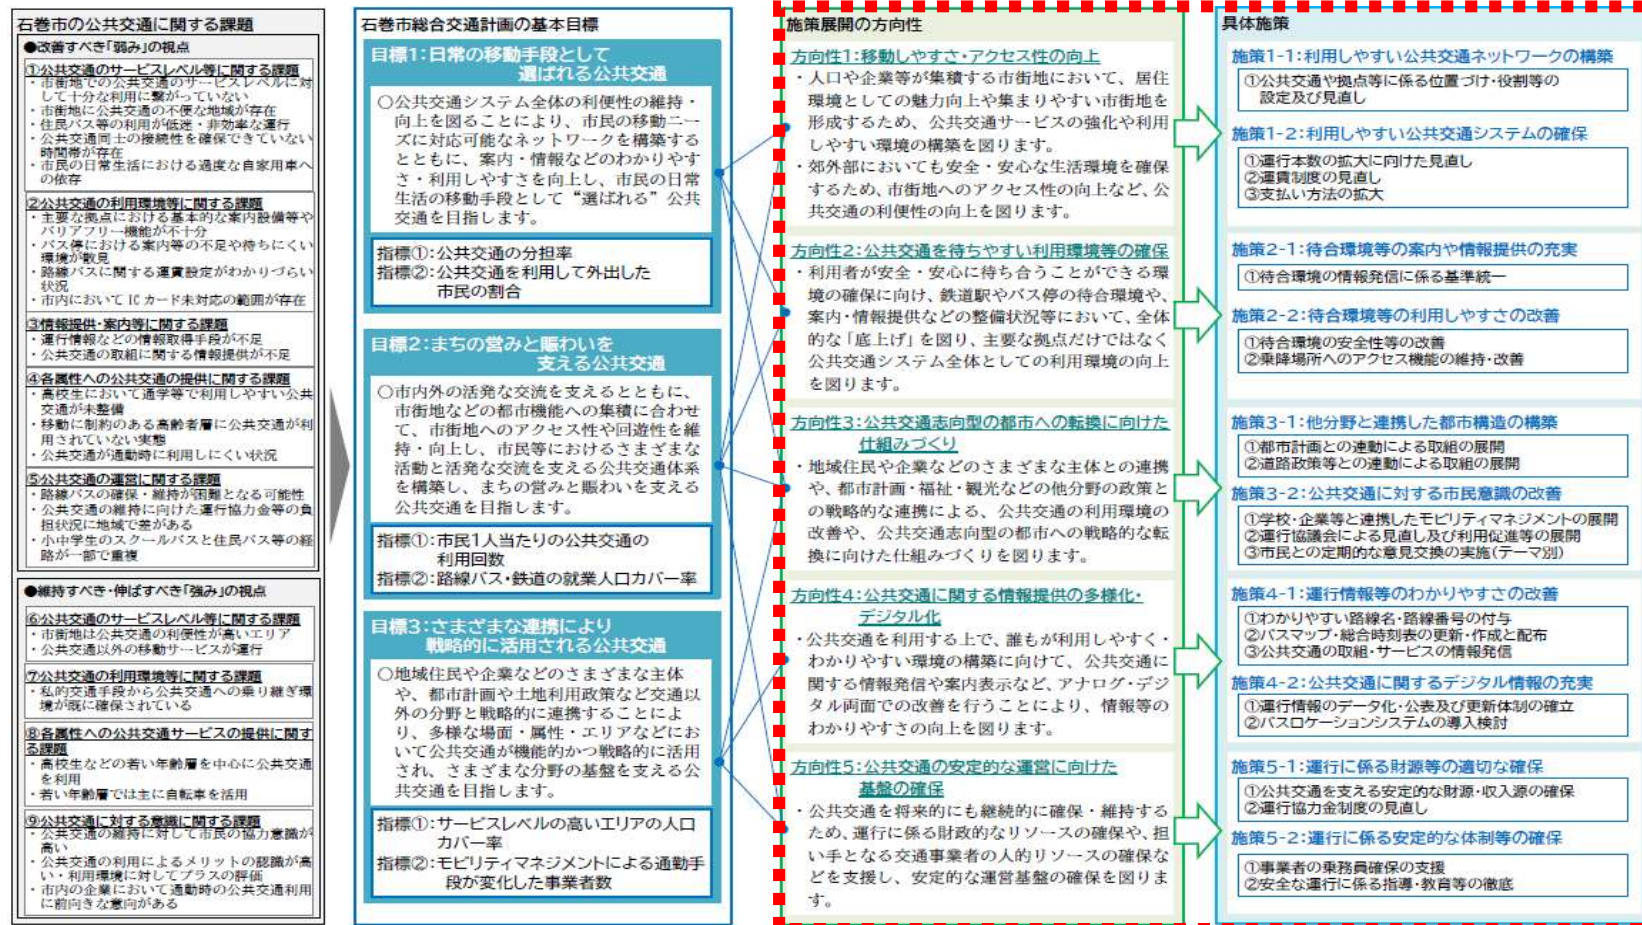 石巻市の公共交通に関する課題
●改善すべき「弱み」の視点
①公共交通のサービスレベル等に関する課題
・市街地での公共交通のサービスレベルに対
して十分な利用に繋がっていない
・市街地に公共交通の不便な地域が存在
・住民バス等の利用が低迷・非効率な運行
・公共交通同士の接続性を確保できていない
時間帯が存在
・市民の日常生活における過度な自家用車へ
の依存
②公共交通の利用環境等に関する課題
・主要な拠点における基本的な案内設備等や
バリアフリー機能が不十分
・バス停における案内等の不足や待ちにくい
環境が散見
・路線バスに関する運賃設定がわかりづらい
状況
・市内において IC カード未対応の範囲が存在
③情報提供・案内等に関する課題
・運行情報などの情報取得手段が不足
・公共交通の取組に関する情報提供が不足
④各属性への公共交通の提供に関する課題
・高校生において通学等で利用しやすい公共
交通が未整備
・移動に制約のある高齢者層に公共交通が利
用されていない実態
・公共交通が通勤時に利用しにくい状況
⑤公共交通の運営に関する課題
・路線バスの確保・維持が困難となる可能性
・公共交通の維持に向けた運行協力金等の負
担状況に地域で差がある
・小中学生のスクールバスと住民バス等の経
路が一部で重複
●維持すべき・伸ばすべき「強み」の視点
⑥公共交通のサービスレベル等に関する課題
・市街地は公共交通の利便性が高いエリア
・公共交通以外の移動サービスが運行
⑦公共交通の利用環境等に関する課題
・私的交通手段から公共交通への乗り継ぎ環
境が既に確保されている
⑧各属性への公共交通サービスの提供に関す
る課題
・高校生などの若い年齢層を中心に公共交通
を利用
・若い年齢層では主に自転車を活用
⑨公共交通に対する意識に関する課題
・公共交通の維持に対して市民の協力意識が
高い
・公共交通の利用によるメリットの認識が高
い・利用環境に対してプラスの評価
・市内の企業において通勤時の公共交通利用
に前向きな意向がある
石巻市総合交通計画の基本目標
目標1:日常の移動手段として
選ばれる公共交通
○公共交通システム全体の利便性の維持・
向上を図ることにより、市民の移動ニー
ズに対応可能なネットワークを構築する
とともに、案内・情報などのわかりやす
さ・利用しやすさを向上し、市民の日常
生活の移動手段として“選ばれる”公共
交通を目指します。
指標①:公共交通の分担率
指標②:公共交通を利用して外出した
市民の割合
目標2:まちの営みと賑わいを
支える公共交通
○市内外の活発な交流を支えるとともに、
市街地などの都市機能への集積に合わせ
て、市街地へのアクセス性や回遊性を維
持・向上し、市民等におけるさまざまな
活動と活発な交流を支える公共交通体系
を構築し、まちの営みと賑わいを支える
公共交通を目指します。
指標①:市民1人当たりの公共交通の
利用回数
指標②:路線バス・鉄道の就業人口カバー率
目標3:さまざまな連携により
戦略的に活用される公共交通
○地域住民や企業などのさまざまな主体
や、都市計画や土地利用政策など交通以
外の分野と戦略的に連携することによ
り、多様な場面・属性・エリアなどにお
いて公共交通が機能的かつ戦略的に活用
され、さまざまな分野の基盤を支える公
共交通を目指します。
指標①:サービスレベルの高いエリアの人口
カバー率
指標②:モビリティマネジメントによる通勤手
段が変化した事業者数
施策展開の方向性
方向性1:移動しやすさ・アクセス性の向上
・人口や企業等が集積する市街地において、居住
環境としての魅力向上や集まりやすい市街地を
形成するため、公共交通サービスの強化や利用
しやすい環境の構築を図ります。
・郊外部においても安全・安心な生活環境を確保
するため、市街地へのアクセス性の向上など、公
共交通の利便性の向上を図ります。
方向性2:公共交通を待ちやすい利用環境等の確保
・利用者が安全・安心に待ち合うことができる環
境の確保に向け、鉄道駅やバス停の待合環境や、
案内・情報提供などの整備状況等において、全体
的な「底上げ」を図り、主要な拠点だけではなく
公共交通システム全体としての利用環境の向上
を図ります。
方向性3:公共交通志向型の都市への転換に向けた
仕組みづくり
・地域住民や企業などのさまざまな主体との連携
や、都市計画・福祉・観光などの他分野の政策と
の戦略的な連携による、公共交通の利用環境の
改善や、公共交通志向型の都市への戦略的な転
換に向けた仕組みづくりを図ります。
方向性4:公共交通に関する情報提供の多様化・
デジタル化
・公共交通を利用する上で、誰もが利用しやすく・
わかりやすい環境の構築に向けて、公共交通に
関する情報発信や案内表示など、アナログ・デジ
タル両面での改善を行うことにより、情報等の
わかりやすさの向上を図ります。
方向性5:公共交通の安定的な運営に向けた
基盤の確保
・公共交通を将来的にも継続的に確保・維持する
ため、運行に係る財政的なリソースの確保や、担
い手となる交通事業者の人的リソースの確保な
どを支援し、安定的な運営基盤の確保を図りま
す。
具体施策
施策1-1:利用しやすい公共交通ネットワークの構築
①公共交通や拠点等に係る位置づけ・役割等の
設定及び見直し
施策1-2:利用しやすい公共交通システムの確保
①運行本数の拡大に向けた見直し
②運賃制度の見直し
③支払い方法の拡大
施策2-1:待合環境等の案内や情報提供の充実
①待合環境の情報発信に係る基準統一
施策2-2:待合環境等の利用しやすさの改善
①待合環境の安全性等の改善
②乗降場所へのアクセス機能の維持・改善
施策3-1:他分野と連携した都市構造の構築
①都市計画との連動による取組の展開
②道路政策等との連動による取組の展開
施策3-2:公共交通に対する市民意識の改善
①学校・企業等と連携したモビリティマネジメントの展開
②運行協議会による見直し及び利用促進等の展開
③市民との定期的な意見交換の実施(テーマ別)
施策4-1:運行情報等のわかりやすさの改善
①わかりやすい路線名・路線番号の付与
②バスマップ・総合時刻表の更新・作成と配布
③公共交通の取組・サービスの情報発信
施策4-2:公共交通に関するデジタル情報の充実
①運行情報のデータ化・公表及び更新体制の確立
②バスロケーションシステムの導入検討
施策5-1:運行に係る財源等の適切な確保
①公共交通を支える安定的な財源・収入源の確保
②運行協力金制度の見直し
施策5-2:運行に係る安定的な体制等の確保
①事業者の乗務員確保の支援
②安全な運行に係る指導・教育等の徹底